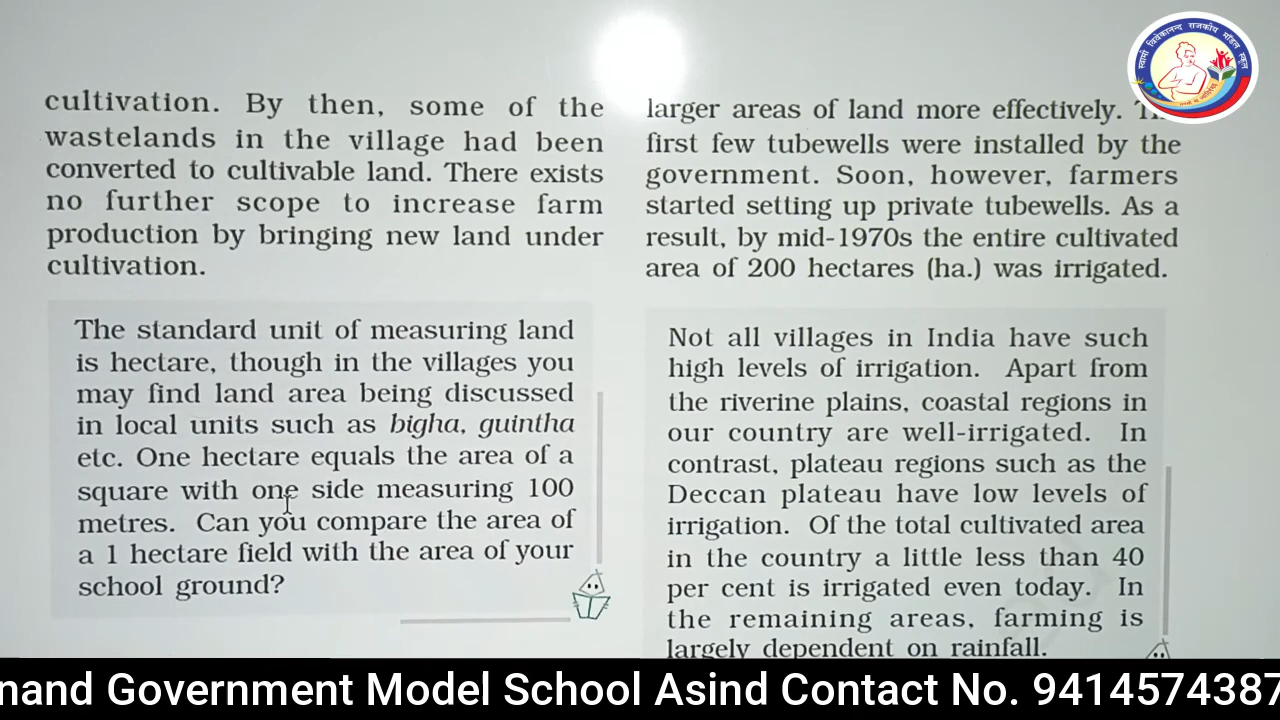 cultivation. By then, some of the
wastelands in the village had been
converted to cultivable land. There exists
no further scope to increase farm
production by bringing new land under
cultivation.
The standard unit of measuring land
is hectare, though in the villages you
may find land area being discussed
in local units such as bigha, guintha
etc. One hectare equals the area of a
square with one side measuring 100
metres. Can you compare the area of
a 1 hectare field with the area of your
school ground?
larger areas of land more effectively.
first few tubewells were installed by the
government. Soon, however, farmers
started setting up private tubewells. As a
result, by mid-1970s the entire cultivated
area of 200 hectares (ha.) was irrigated.
Not all villages in India have such
high levels of irrigation. Apart from
the riverine plains, coastal regions in
our country are well-irrigated. In
contrast, plateau regions such as the
Deccan plateau have low levels of
irrigation. Of the total cultivated area
in the country a little less than 40
per cent is irrigated even today. In
the remaining areas, farming is
largely dependent on rainfall.
स्वामी विवेकानन्द राजकीय मॉडल स्कूल
nand Government Model School Asind Contact No. 9414574387